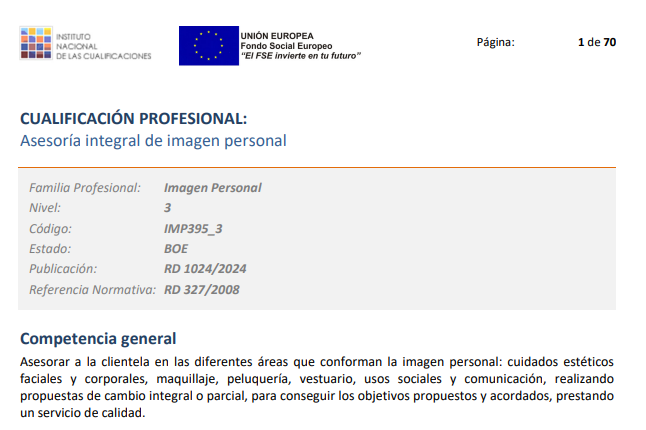 INSTITUTO
NACIONAL
DE LAS CUALIFICACIONES
UNIÓN EUROPEA
Fondo Social Europeo
“El FSE invierte en tu futuro”
Página: 1 de 70
CUALIFICACIÓN PROFESIONAL:
Asesoría integral de imagen personal
Familia Profesional: Imagen Personal
Nivel: 3
Código: IMP395_3
Estado: BOE
Publicación: RD 1024/2024
Referencia Normativa: RD 327/2008
Competencia general
Asesorar a la clientela en las diferentes áreas que conforman la imagen personal: cuidados estéticos
faciales y corporales, maquillaje, peluquería, vestuario, usos sociales y comunicación, realizando
propuestas de cambio integral o parcial, para conseguir los objetivos propuestos y acordados, prestando
un servicio de calidad.